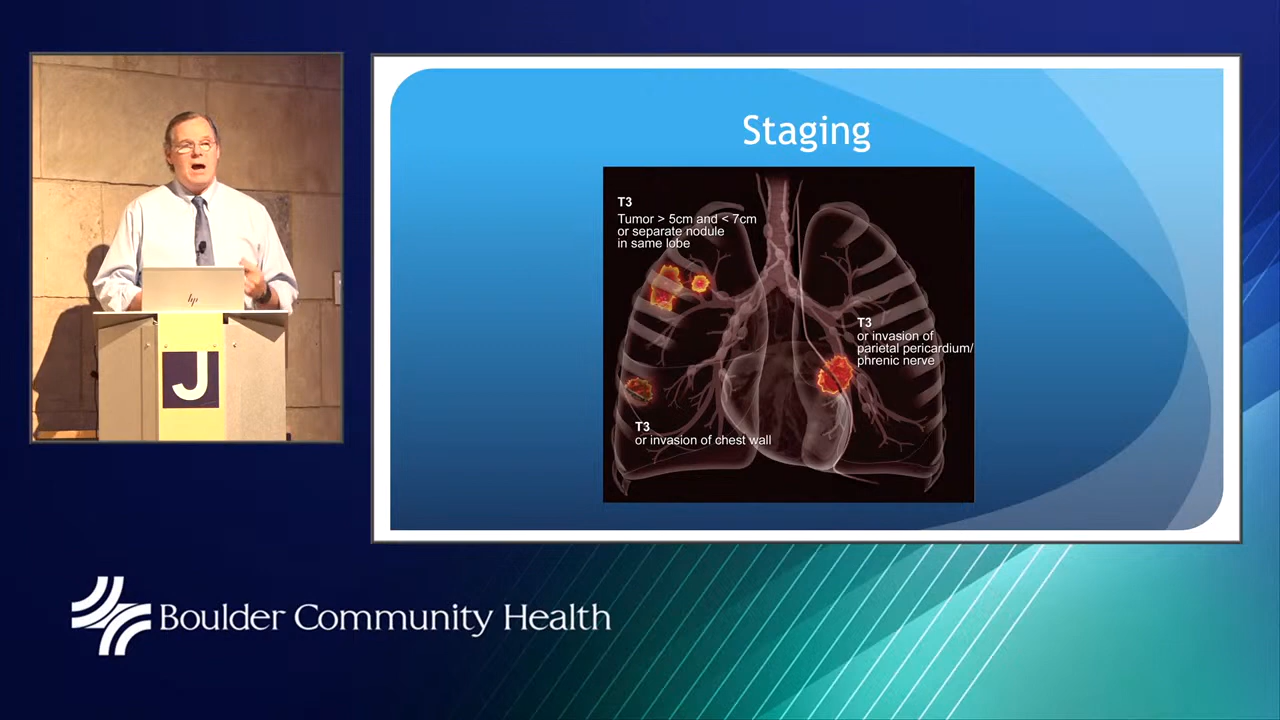 Staging
T3
Tumor > 5cm and < 7cm
or separate nodule
in same lobe
T3
or invasion of
parietal pericardium/
phrenic nerve
T3
or invasion of chest wall
hp
J
Boulder Community Health